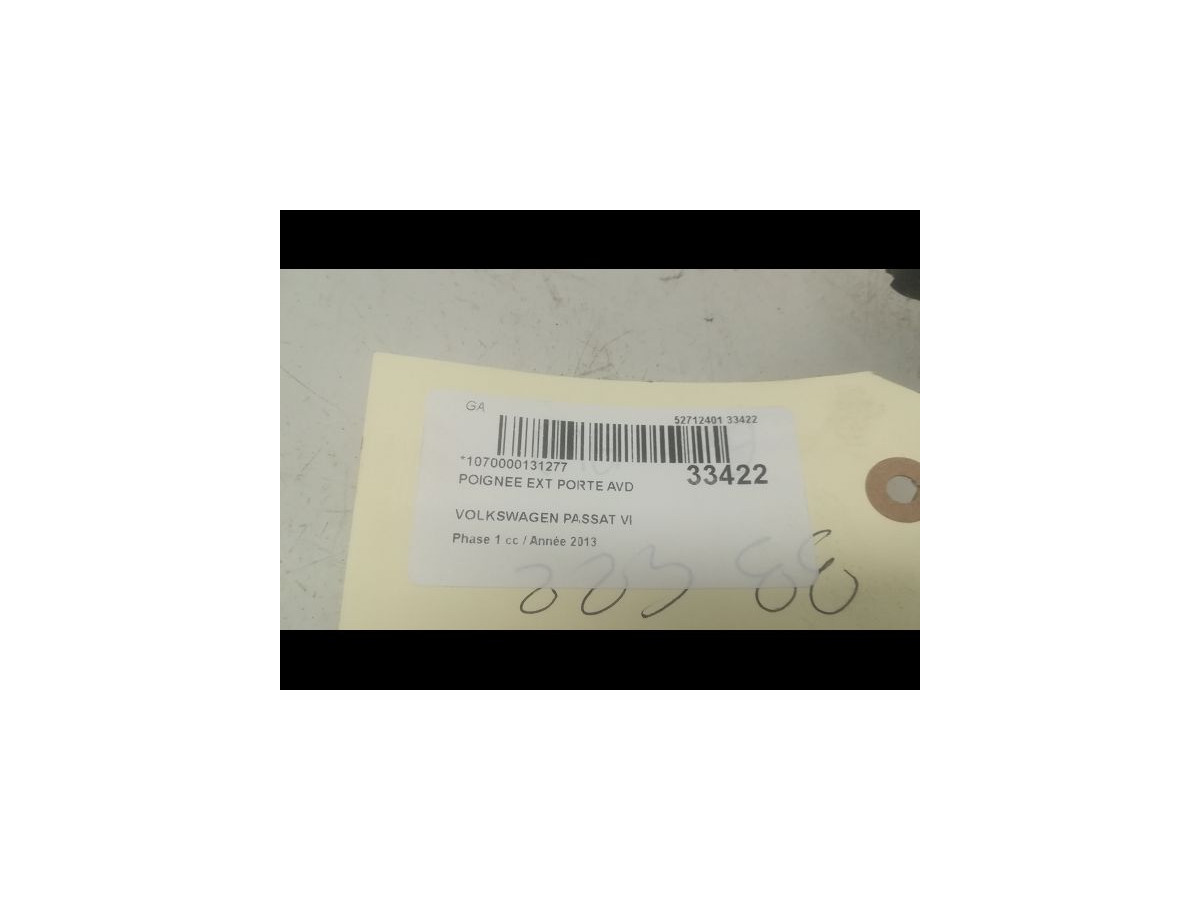 GA
52712401 33422
*1070000131277
33422
POIGNEE EXT PORTE AVD
VOLKSWAGEN PASSAT VI
Phase 1 cc / Année 2013